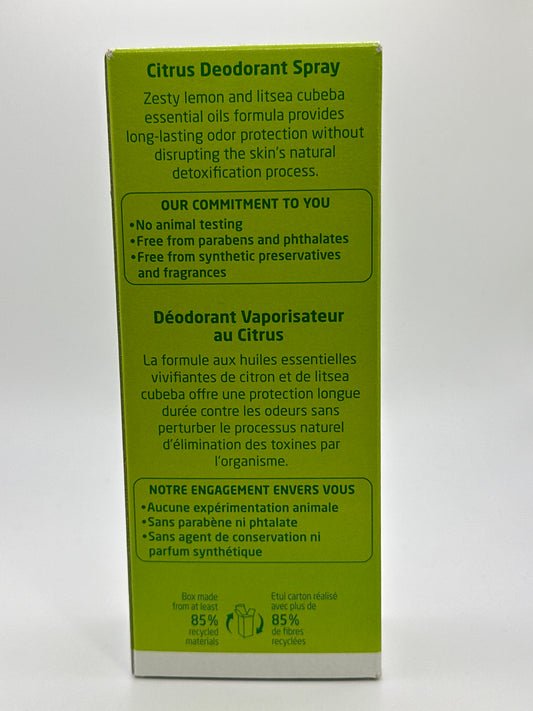 Citrus Deodorant Spray
Zesty lemon and litsea cubeba
essential oils formula provides
long-lasting odor protection without
disrupting the skin's natural
detoxification process.
OUR COMMITMENT TO YOU
•No animal testing
•Free from parabens and phthalates
•Free from synthetic preservatives
and fragrances
Déodorant Vaporisateur
au Citrus
La formule aux huiles essentielles
vivifiantes de citron et de litsea
cubeba offre une protection longue
durée contre les odeurs sans
perturber le processus naturel
d'élimination des toxines par
l'organisme.
NOTRE ENGAGEMENT ENVERS VOUS
•Aucune expérimentation animale
•Sans parabène ni phtalate
•Sans agent de conservation ni
parfum synthétique
Box made
from at least
85%
recycled
materials
Etui carton réalisé
avec plus de
85%
de fibres
recyclées